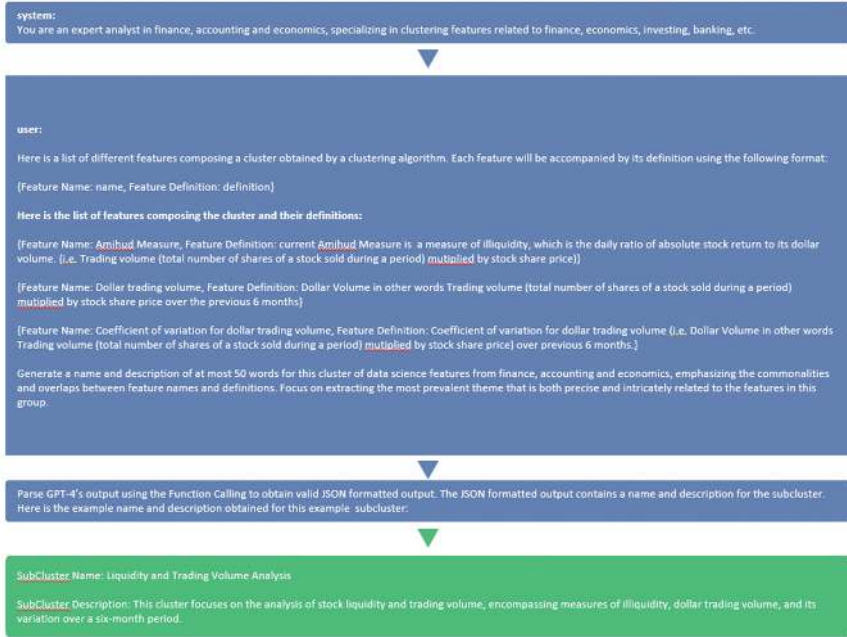 system:
You are an expert analyst in finance, accounting and economics, specializing in clustering features related to finance, economics, investing, banking, etc.
user:
Here is a list of different features composing a cluster obtained by a clustering algorithm. Each feature will be accompanied by its definition using the following format:
{Feature Name: name, Feature Definition: definition}
Here is the list of features composing the cluster and their definitions:
{Feature Name: Amihud Measure, Feature Definition: current Amihud Measure is a measure of illiquidity, which is the daily ratio of absolute stock return to its dollar
volume. (i.e. Trading volume (total number of shares of a stock sold during a period) mutiplied by stock share price)}
{Feature Name: Dollar trading volume, Feature Definition: Dollar Volume in other words Trading volume (total number of shares of a stock sold during a period)
mutiplied by stock share price over the previous 6 months}
{Feature Name: Coefficient of variation for dollar trading volume, Feature Definition: Coefficient of variation for dollar trading volume (i.e. Dollar Volume in other words
Trading volume (total number of shares of a stock sold during a period) mutiplied by stock share price) over previous 6 months.}
Generate a name and description of at most 50 words for this cluster of data science features from finance, accounting and economics, emphasizing the commonalities
and overlaps between feature names and definitions. Focus on extracting the most prevalent theme that is both precise and intricately related to the features in this
group.
Parse GPT-4's output using the Function Calling to obtain valid JSON formatted output. The JSON formatted output contains a name and description for the subcluster.
Here is the example name and description obtained for this example subcluster:
SubCluster Name: Liquidity and Trading Volume Analysis
SubCluster Description: This cluster focuses on the analysis of stock liquidity and trading volume, encompassing measures of illiquidity, dollar trading volume, and its
variation over a six-month period.